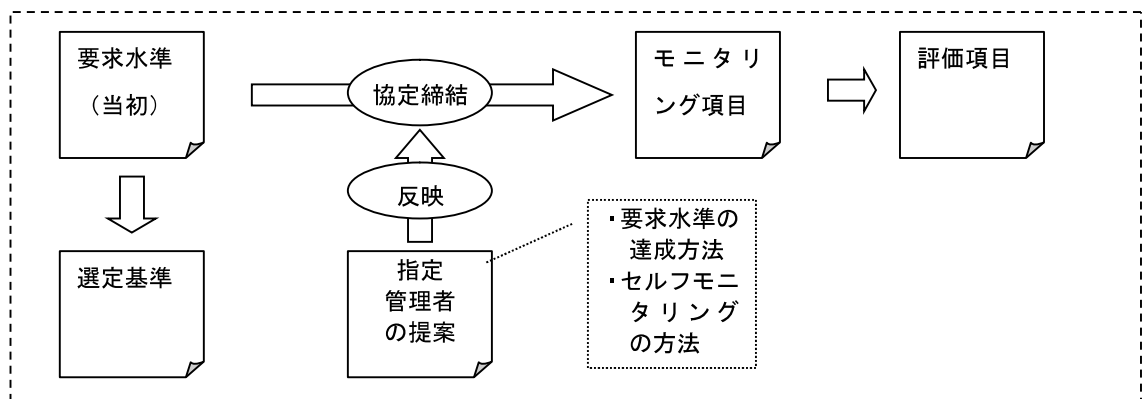 要求水準
（当初）
協定締結
モニタリ
ング項目
評価項目
反映
選定基準
指定
管理者
の提案
・要求水準の
達成方法
・セルフモニ
タリング
の方法